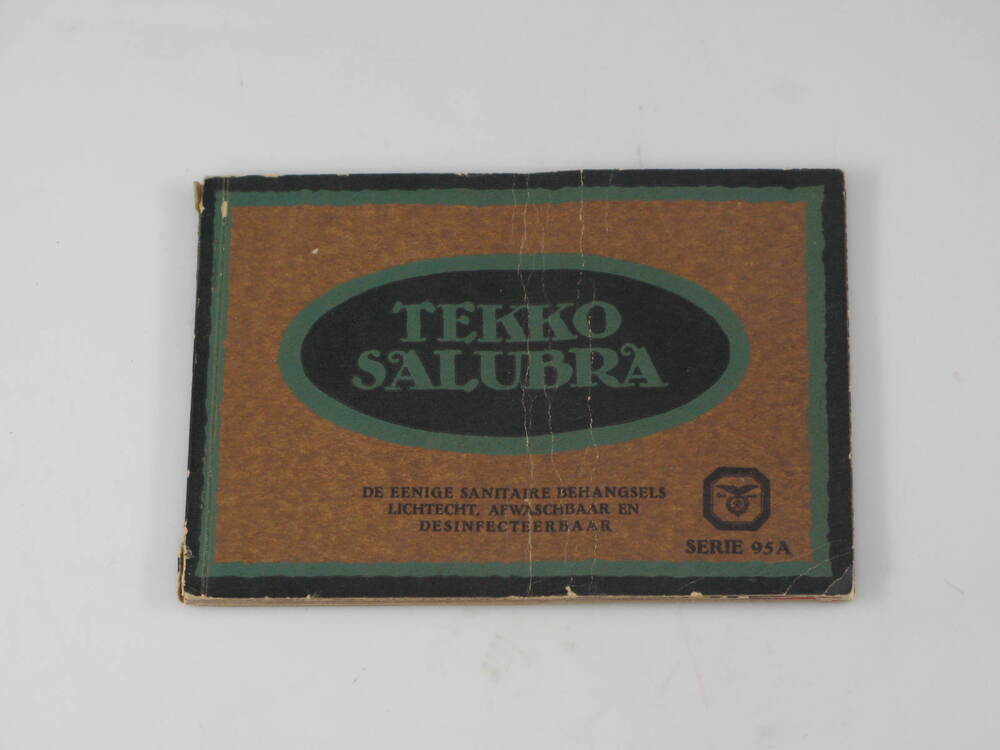 TEKKO
SALUBRA
DE EENIGE SANITAIRE BEHANGSELS
LICHTECHT, AFWASCHBAAR EN
DESINFECTEERBAAR
SERIE 95A